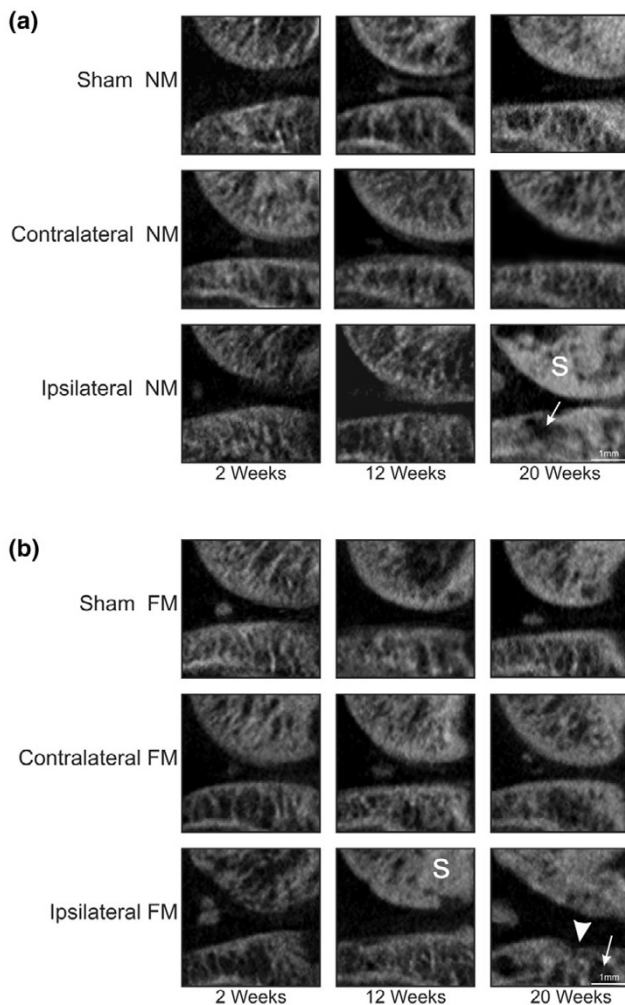 (a)
Sham NM
Contralateral NM
Ipsilateral NM
S
1mm
2 Weeks 12 Weeks 20 Weeks
(b)
Sham FM
Contralateral FM
Ipsilateral FM
S
1mm
2 Weeks 12 Weeks 20 Weeks